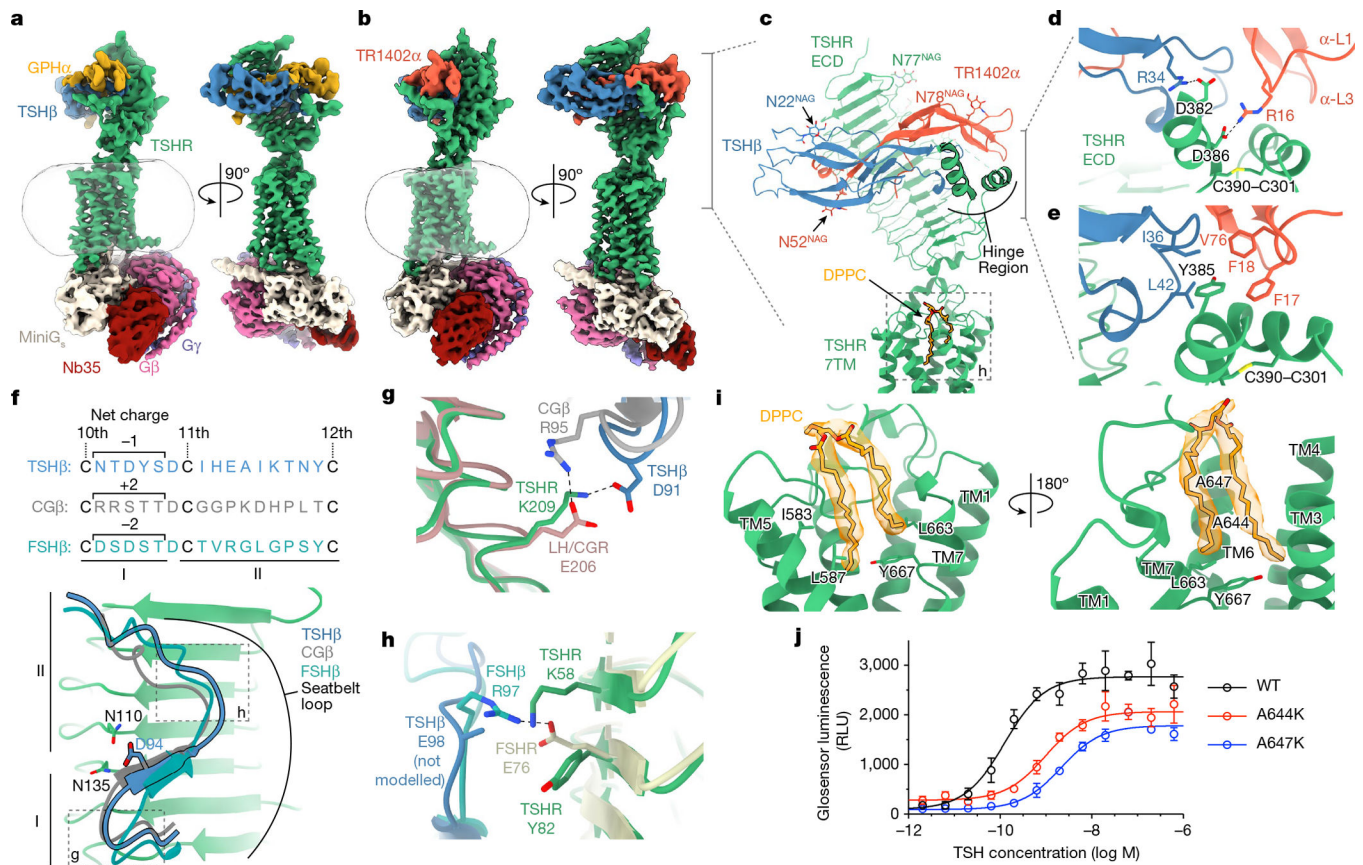 a
GPHα
TSHβ
TSHR
90°
MiniGs
Nb35
Gβ
Gγ
b
TR1402α
90°
c
TSHR
ECD
N77NAG
TR1402α
N78NAG
N22NAG
TSHβ
N52NAG
Hinge
Region
DPPC
TSHR
7TM
h
d
R34
α-L1
α-L3
D382
R16
TSHR
ECD
D386
C390–C301
e
I36
V76
Y385
F18
L42
F17
C390–C301
f
Net charge
10th
–1
11th
12th
TSHβ: CNTDYSDCIHEAIKTNYC
+2
CGβ: CRRSTTDCGGPKDHPLTC
–2
FSHβ: CDSDSTDCTVRGLGPSYC
I
II
TSHβ
CGβ
FSHβ
Seatbelt
loop
II
h
N110
D94
N135
I
g
g
CGβ
R95
TSHβ
D91
TSHR
K209
LH/CGR
E206
h
TSHR
K58
FSHβ
R97
TSHβ
E98
(not
modelled)
FSHR
E76
TSHR
Y82
i
DPPC
TM1
I583
TM5
L663
TM7
L587
Y667
180°
TM4
A647
TM3
A644
TM6
TM7
L663
Y667
TM1
j
Glosensor luminescence
(RLU)
3,000
2,000
1,000
0
–12
–10
–8
–6
TSH concentration (log M)
WT
A644K
A647K